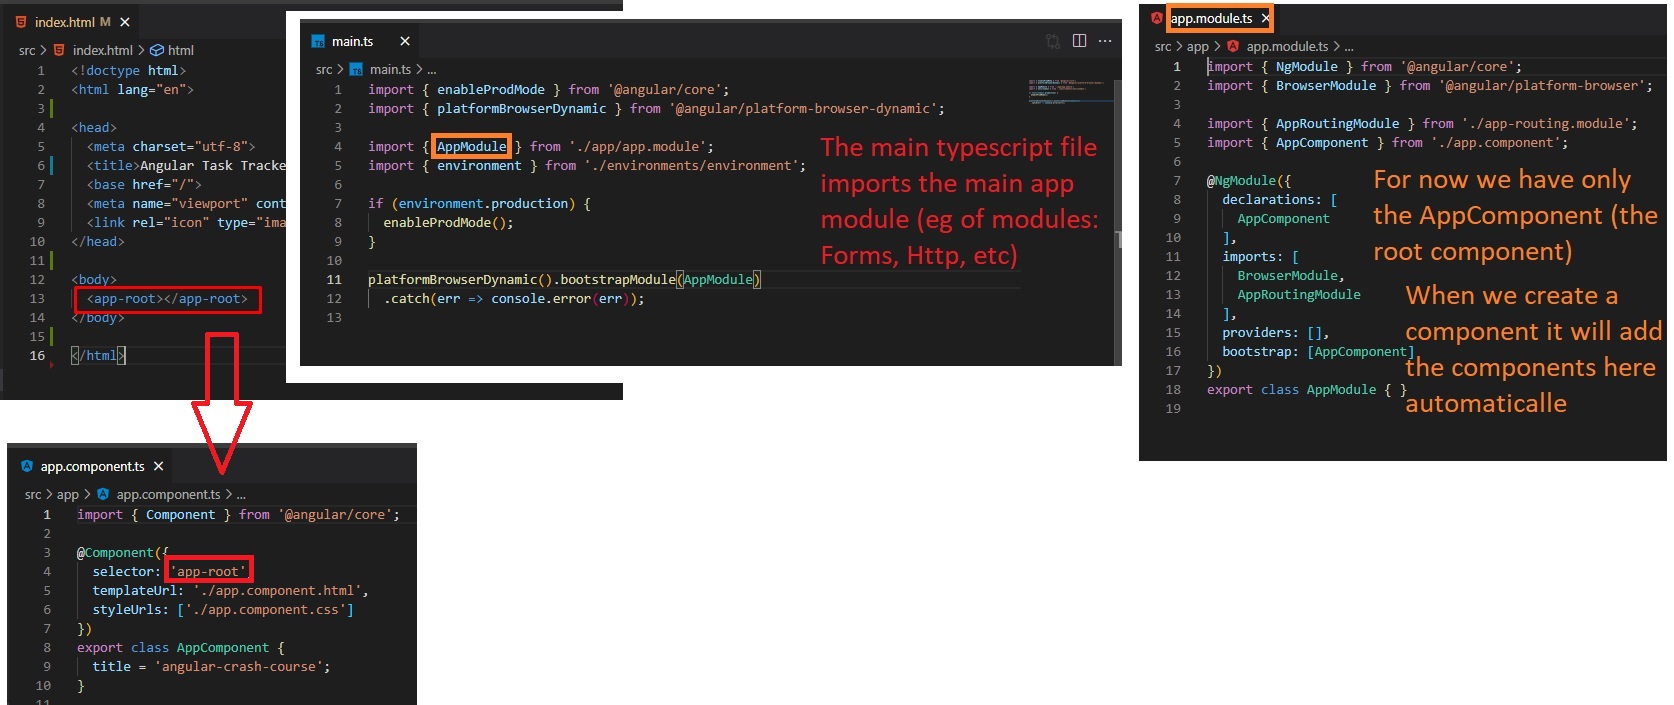 index.html M
src > index.html > html
1 <!doctype html>
2 <html lang="en">
3
4 <head>
5 <meta charset="utf-8">
6 <title>Angular Task Tracke
7 <base href="/">
8 <meta name="viewport" cont
9 <link rel="icon" type="ima
10 </head>
11
12 <body>
13 <app-root></app-root>
14 </body>
15
16 </html>
main.ts
src > main.ts > ...
1 import { enableProdMode } from '@angular/core';
2 import { platformBrowserDynamic } from '@angular/platform-browser-dynamic';
3
4 import { AppModule } from './app/app.module';
5 import { environment } from './environments/environment';
6
7 if (environment.production) {
8 enableProdMode();
9 }
10
11 platformBrowserDynamic().bootstrapModule(AppModule)
12 .catch(err => console.error(err));
13
The main typescript file
imports the main app
module (eg of modules:
Forms, Http, etc)
app.module.ts
src > app > app.module.ts > ...
1 import { NgModule } from '@angular/core';
2 import { BrowserModule } from '@angular/platform-browser';
3
4 import { AppRoutingModule } from './app-routing.module';
5 import { AppComponent } from './app.component';
6
7 @NgModule({
8 declarations: [
9 AppComponent
10 ],
11 imports: [
12 BrowserModule,
13 AppRoutingModule
14 ],
15 providers: [],
16 bootstrap: [AppComponent]
17 })
18 export class AppModule { }
19
For now we have only
the AppComponent (the
root component)
When we create a
component it will add
the components here
automaticalle
app.component.ts
src > app > app.component.ts > ...
1 import { Component } from '@angular/core';
2
3 @Component({
4 selector: 'app-root'
5 templateUrl: './app.component.html',
6 styleUrls: ['./app.component.css']
7 })
8 export class AppComponent {
9 title = 'angular-crash-course';
10 }
11